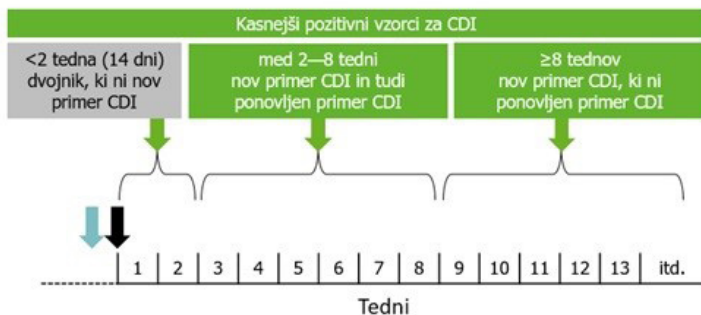 Kasnejši pozitivni vzorci za CDI
<2 tedna (14 dni)
dvojnik, ki ni nov
primer CDI
med 2—8 tedni
nov primer CDI in tudi
ponovljen primer CDI
≥8 tednov
nov primer CDI, ki ni
ponovljen primer CDI
1 2 3 4 5 6 7 8 9 10 11 12 13 itd.
Tedni